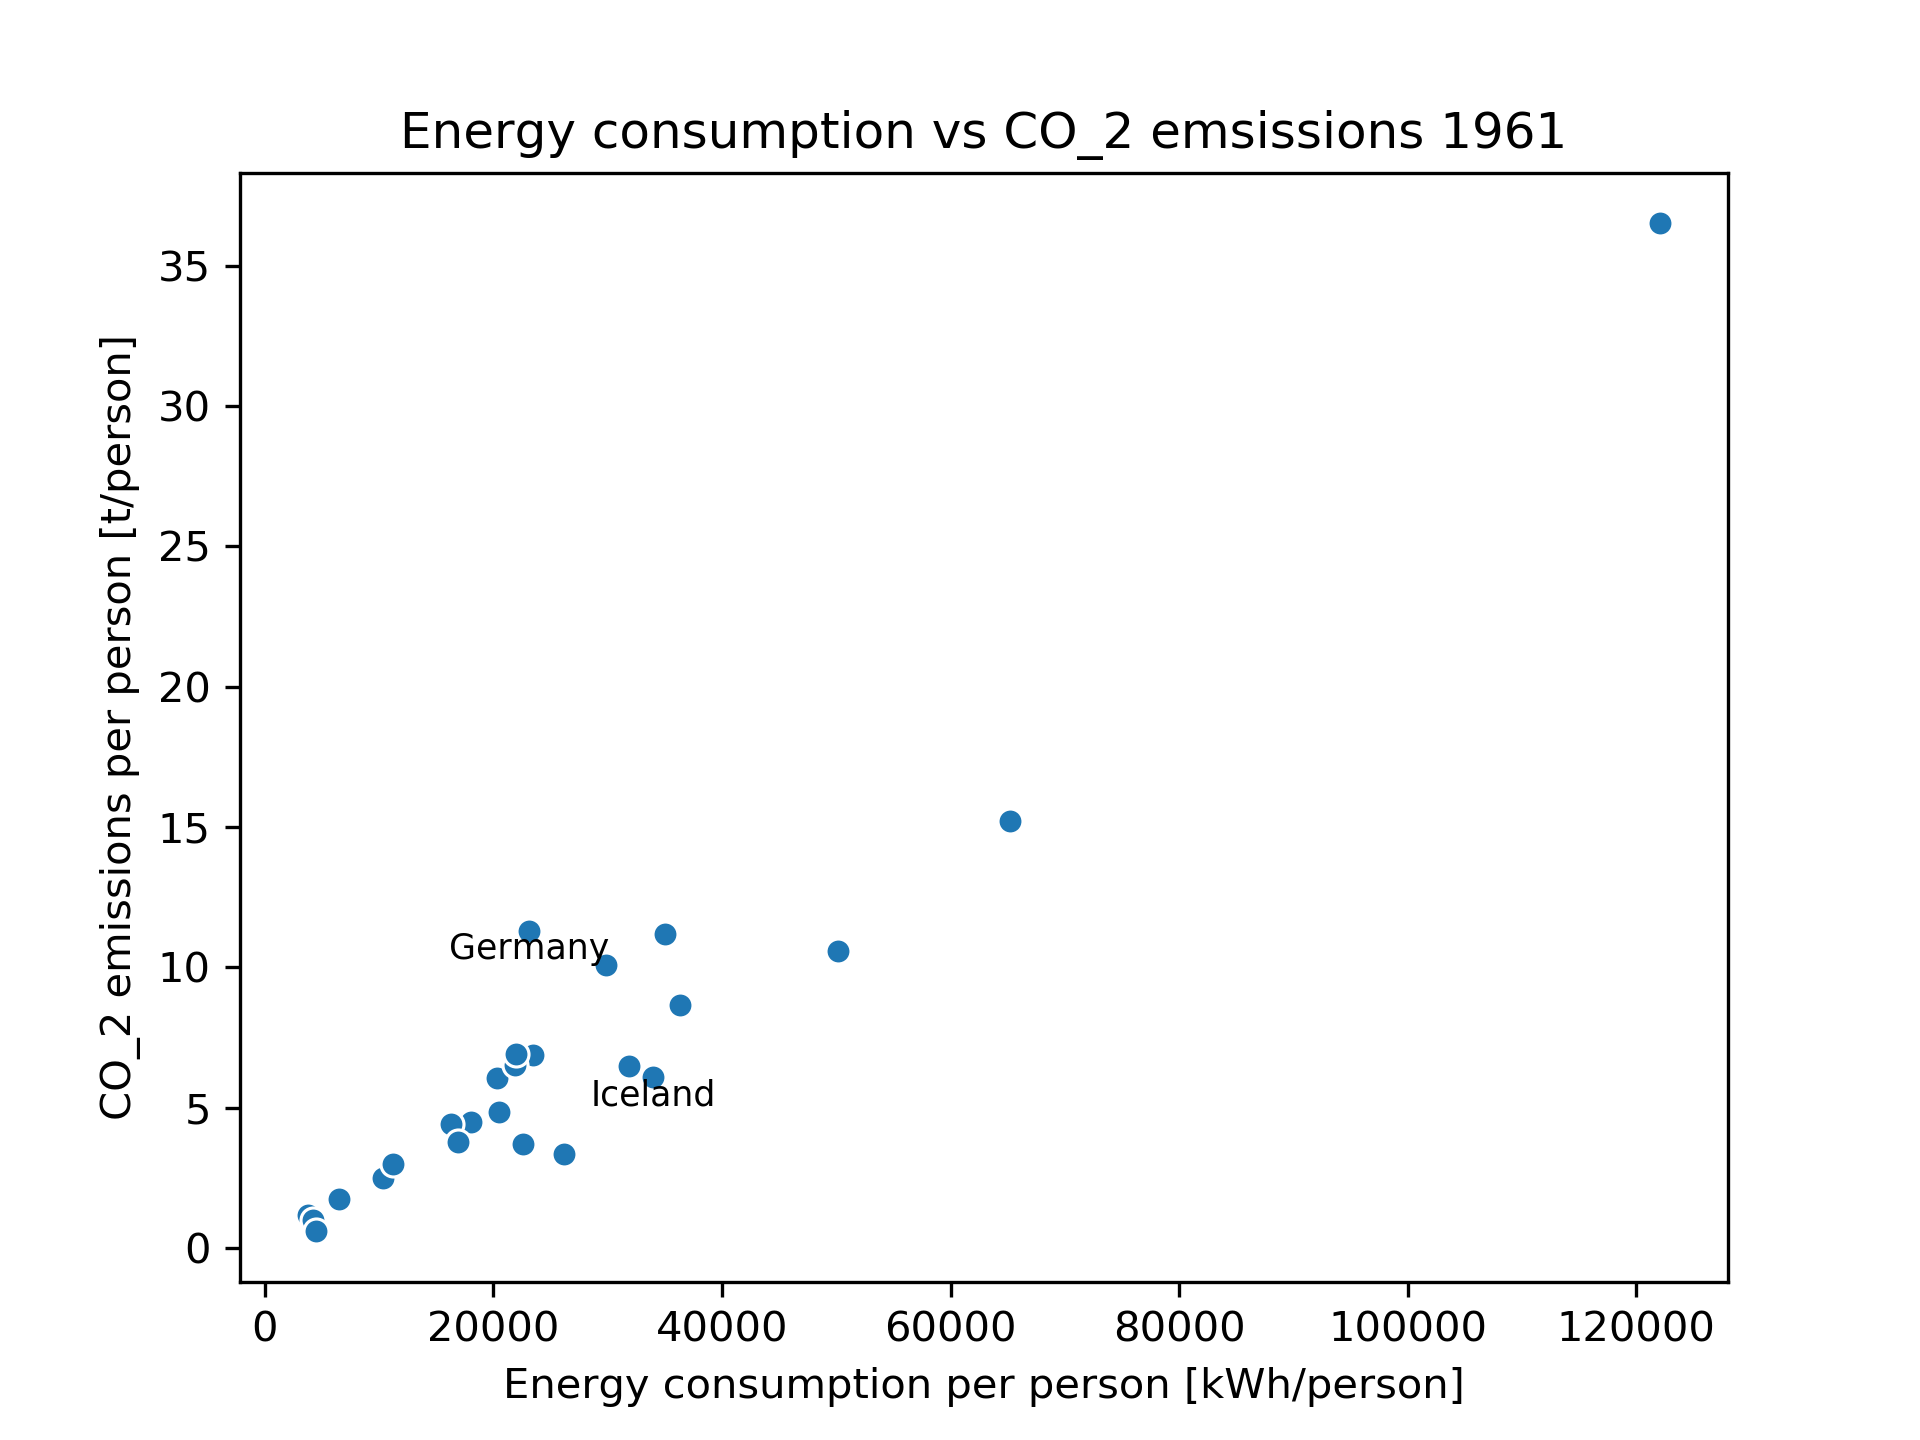 Energy consumption vs CO_2 emsissions 1961
CO_2 emissions per person [t/person]
35
30
25
20
15
10
5
0
Germany
Iceland
0 20000 40000 60000 80000 100000 120000
Energy consumption per person [kWh/person]